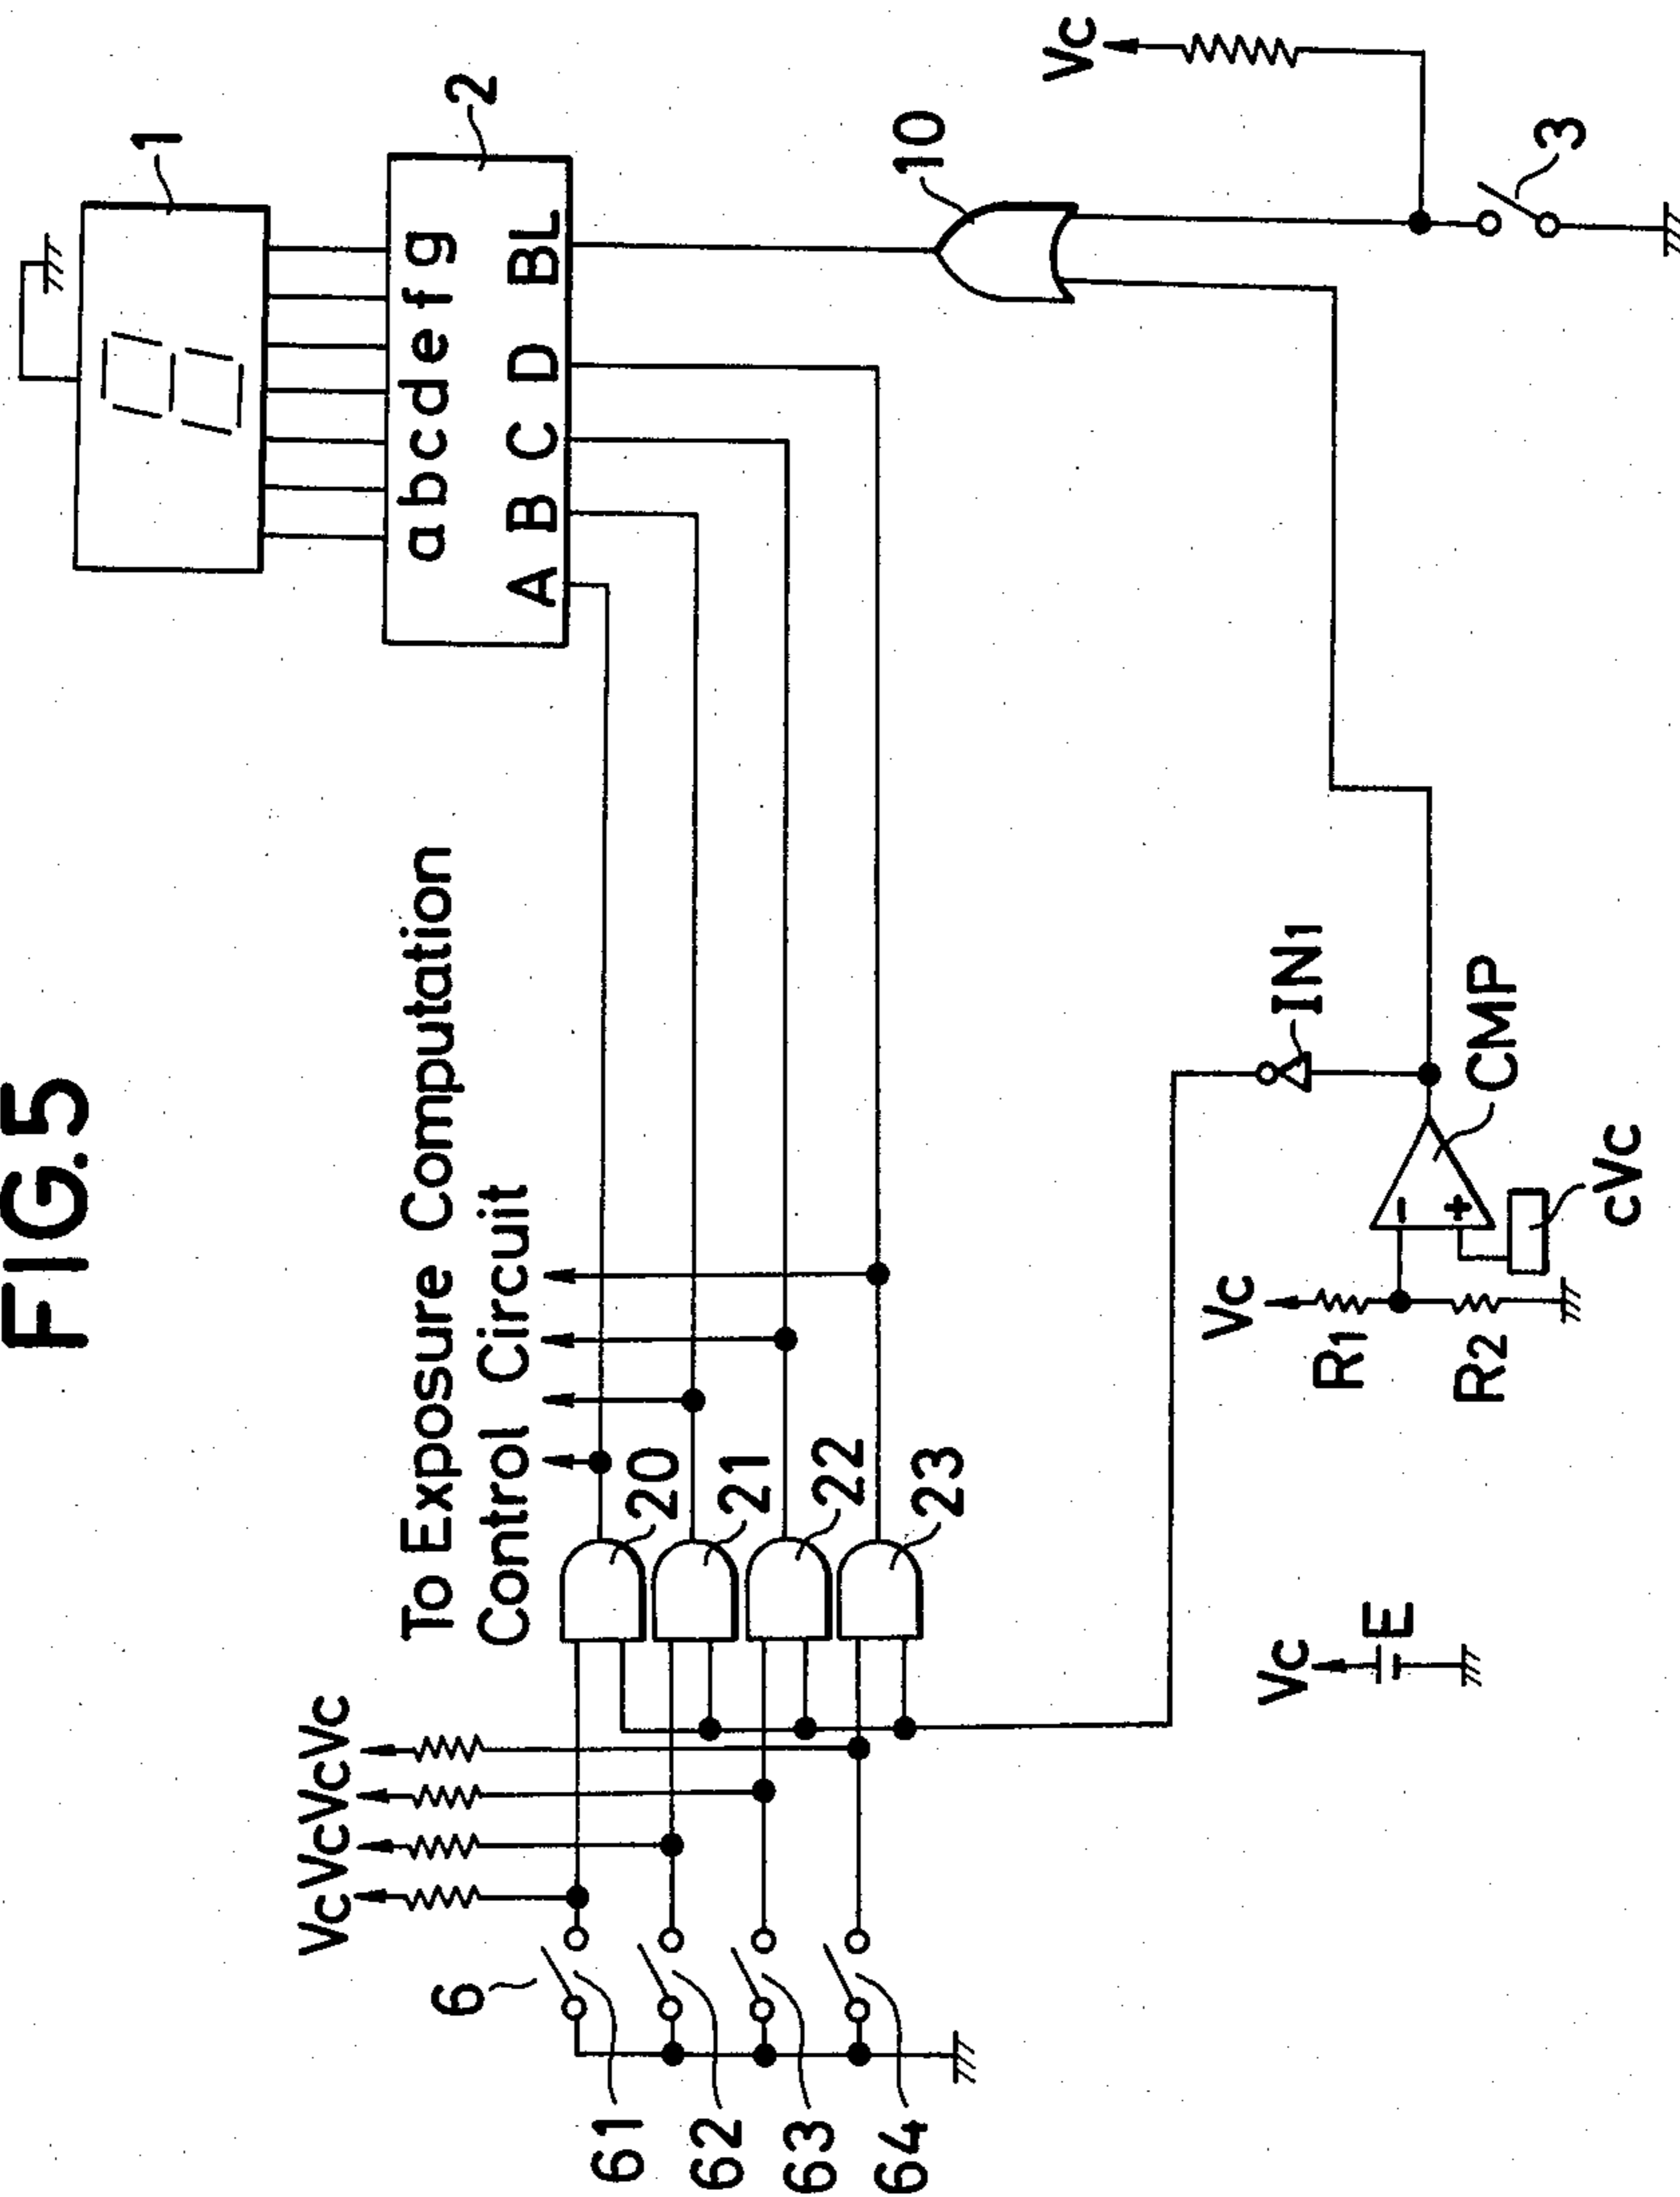 FIG.5
1
2
a b c d e f g
A B C D BL
To Exposure Computation
Control Circuit
Vc Vc Vc Vc
6
61
62
63
64
20
21
22
23
10
Vc
3
IN1
CMP
Vc
R1
R2
-
+
cVc
Vc
E